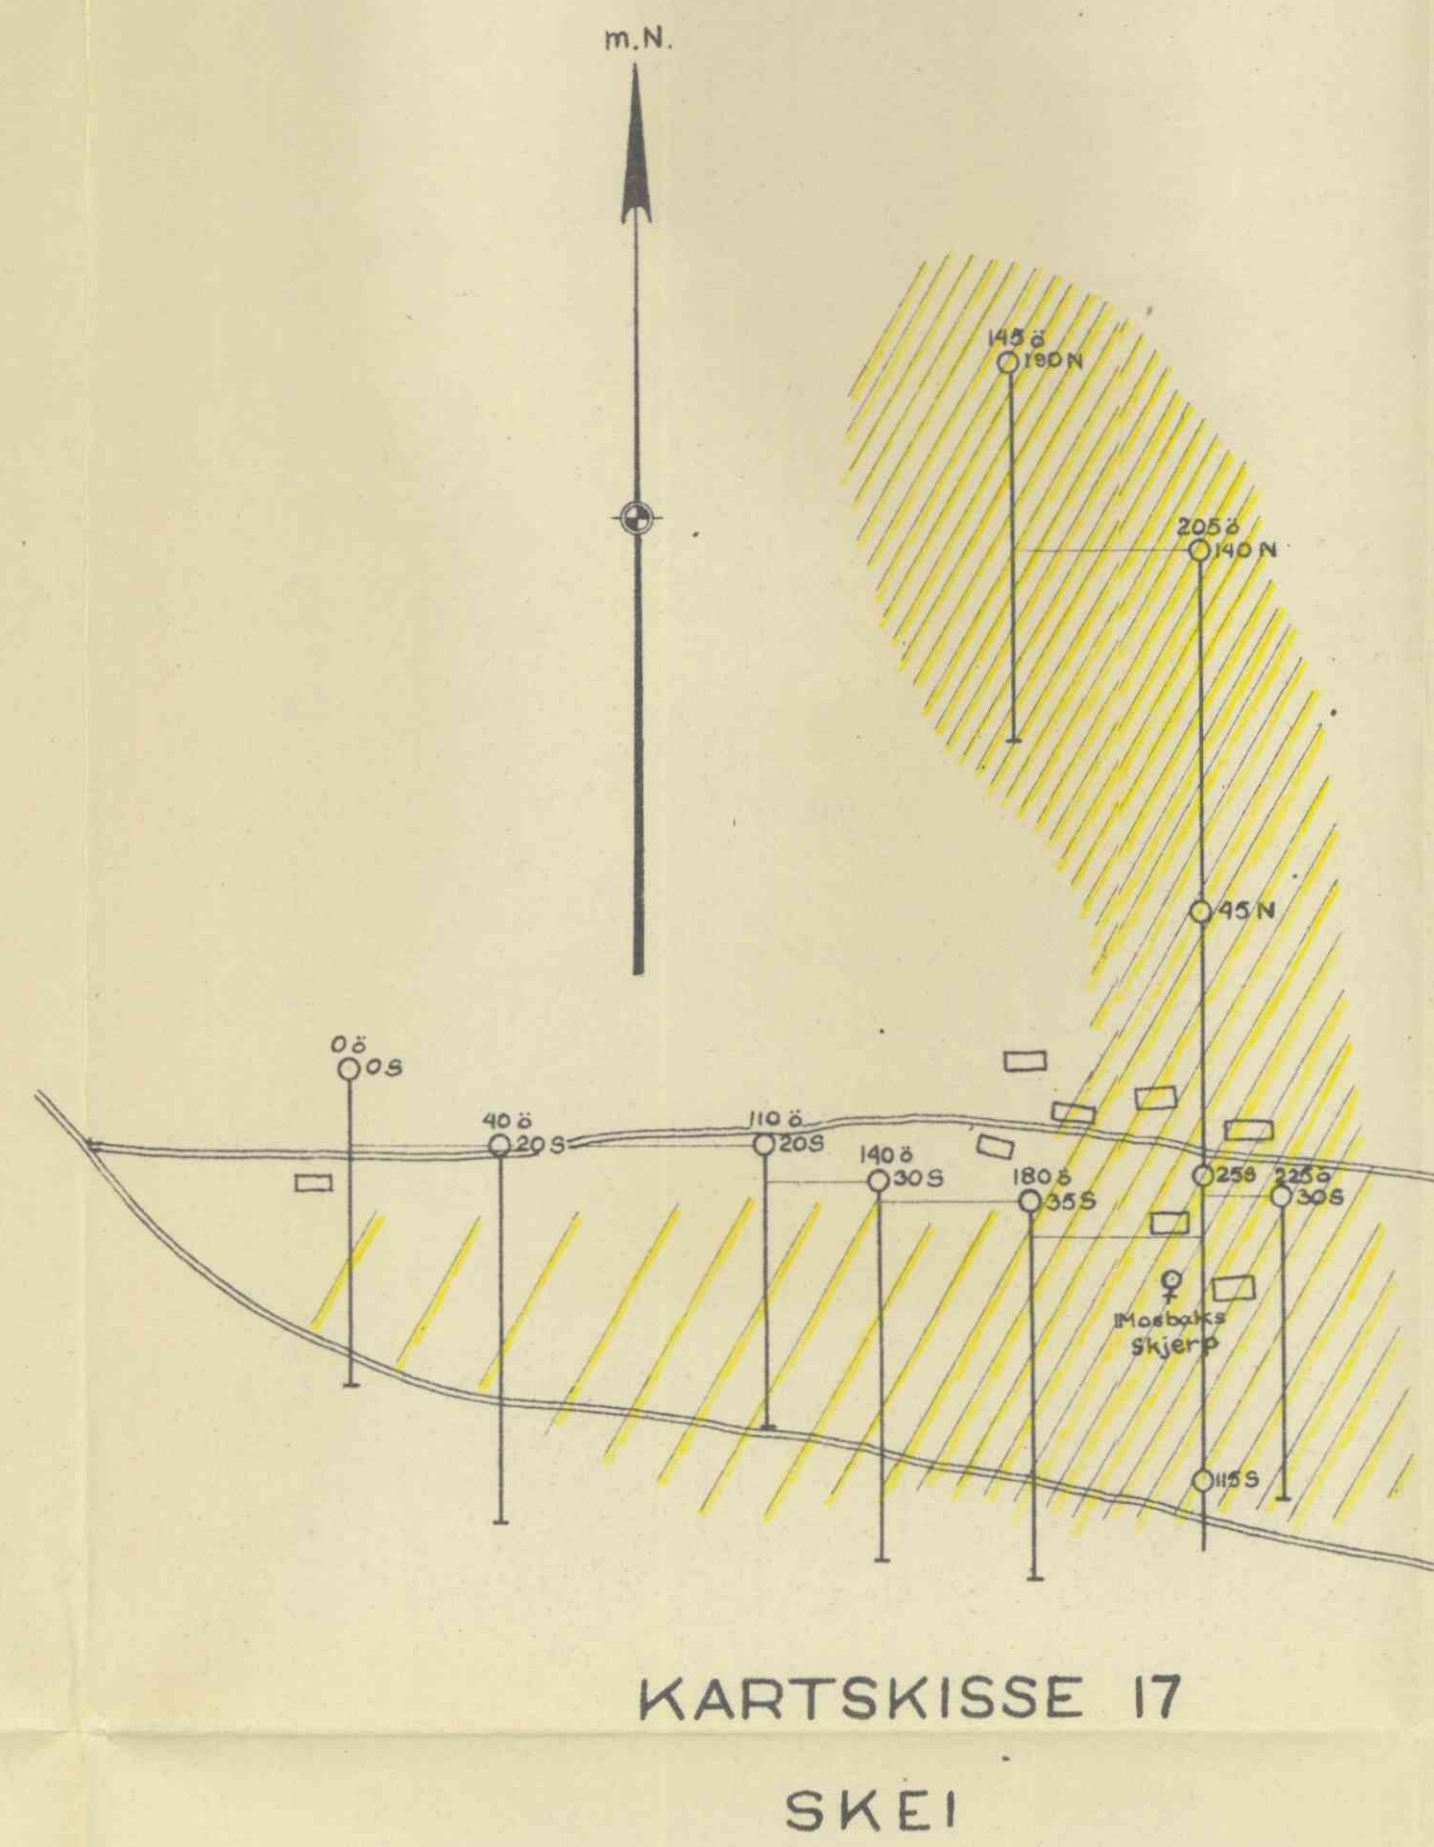 m.N.
145 ö
190 N
205 ö
140 N
45 N
0 ö
0 S
40 ö
20 S
110 ö
20 S
140 ö
30 S
180 ö
35 S
25 S
225 ö
30 S
Mosbaks
Skjerp
115 S
KARTSKISSE 17
SKEI